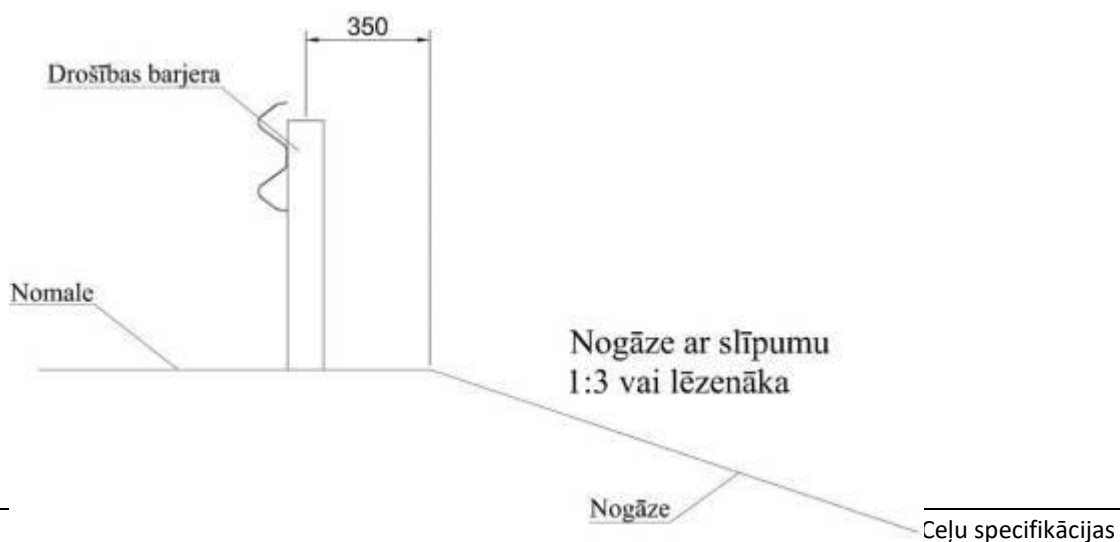 350
Drošības barjera
Nomale
Nogāze ar slīpumu
1:3 vai lēzenāka
Nogāze
Ceļu specifikācijas